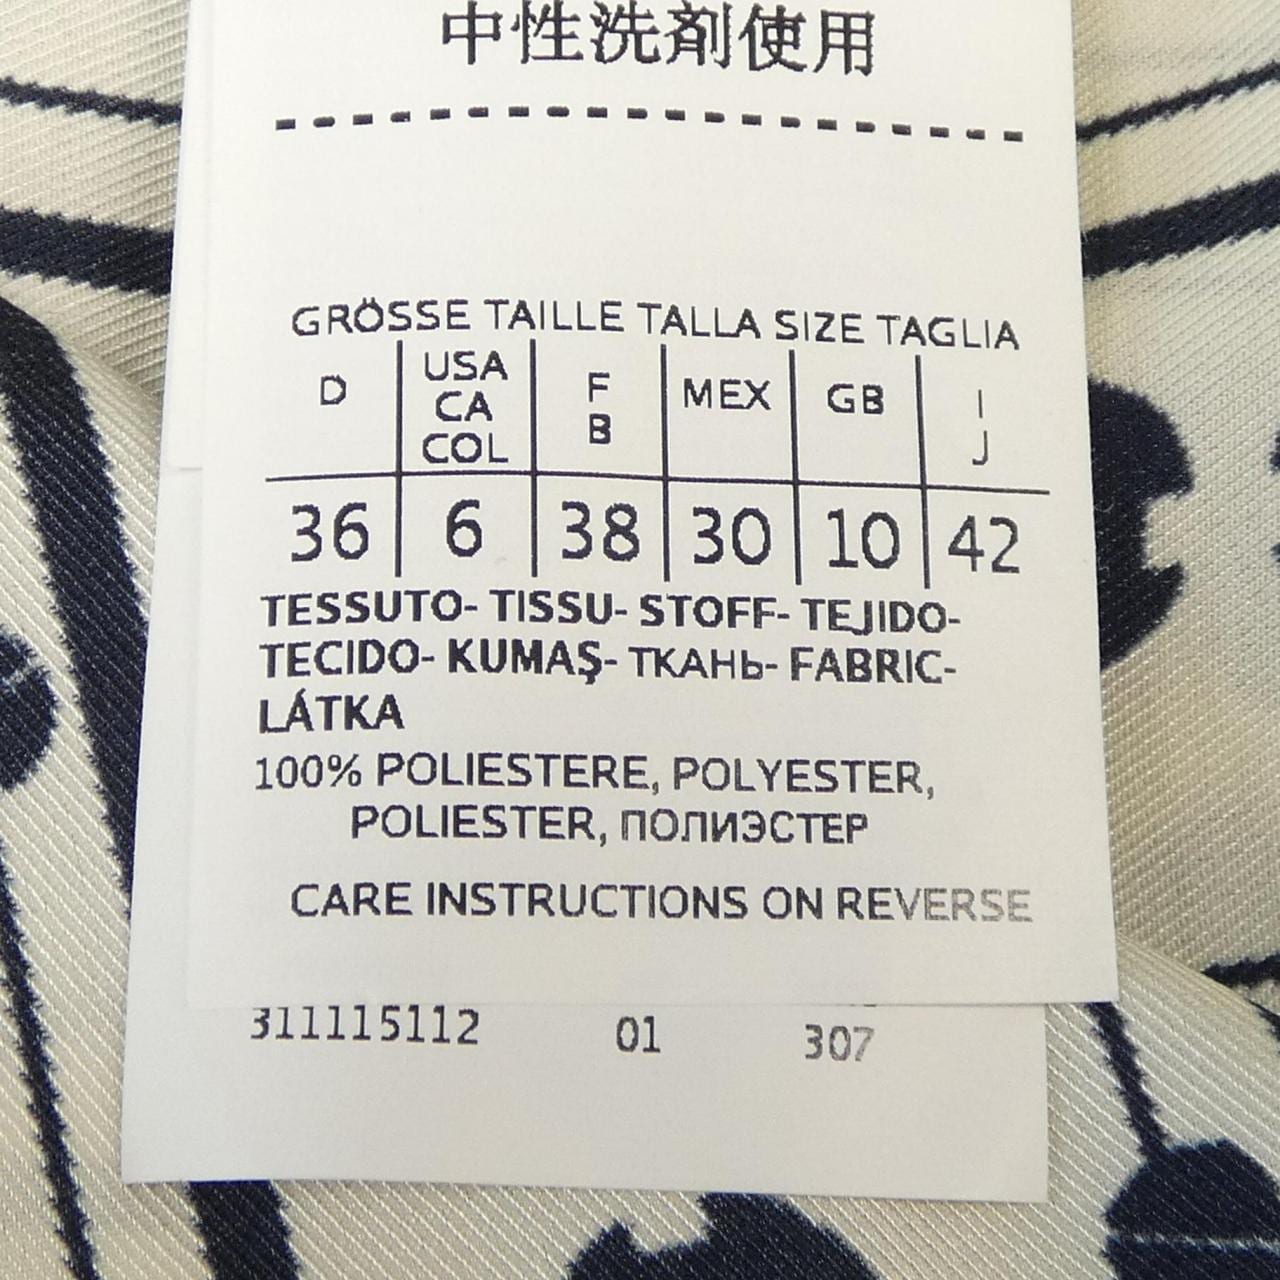 中性洗剤使用
GRÖSSE TAILLE TALLA SIZE TAGLIA
D USA CA COL F B MEX GB I J
36 6 38 30 10 42
TESSUTO- TISSU- STOFF- TEJIDO-
TECIDO- KUMAŞ- ТКАНЬ- FABRIC-
LÁTKA
100% POLIESTERE, POLYESTER,
POLIESTER, ПОЛИЭСТЕР
CARE INSTRUCTIONS ON REVERSE
311115112 01 307